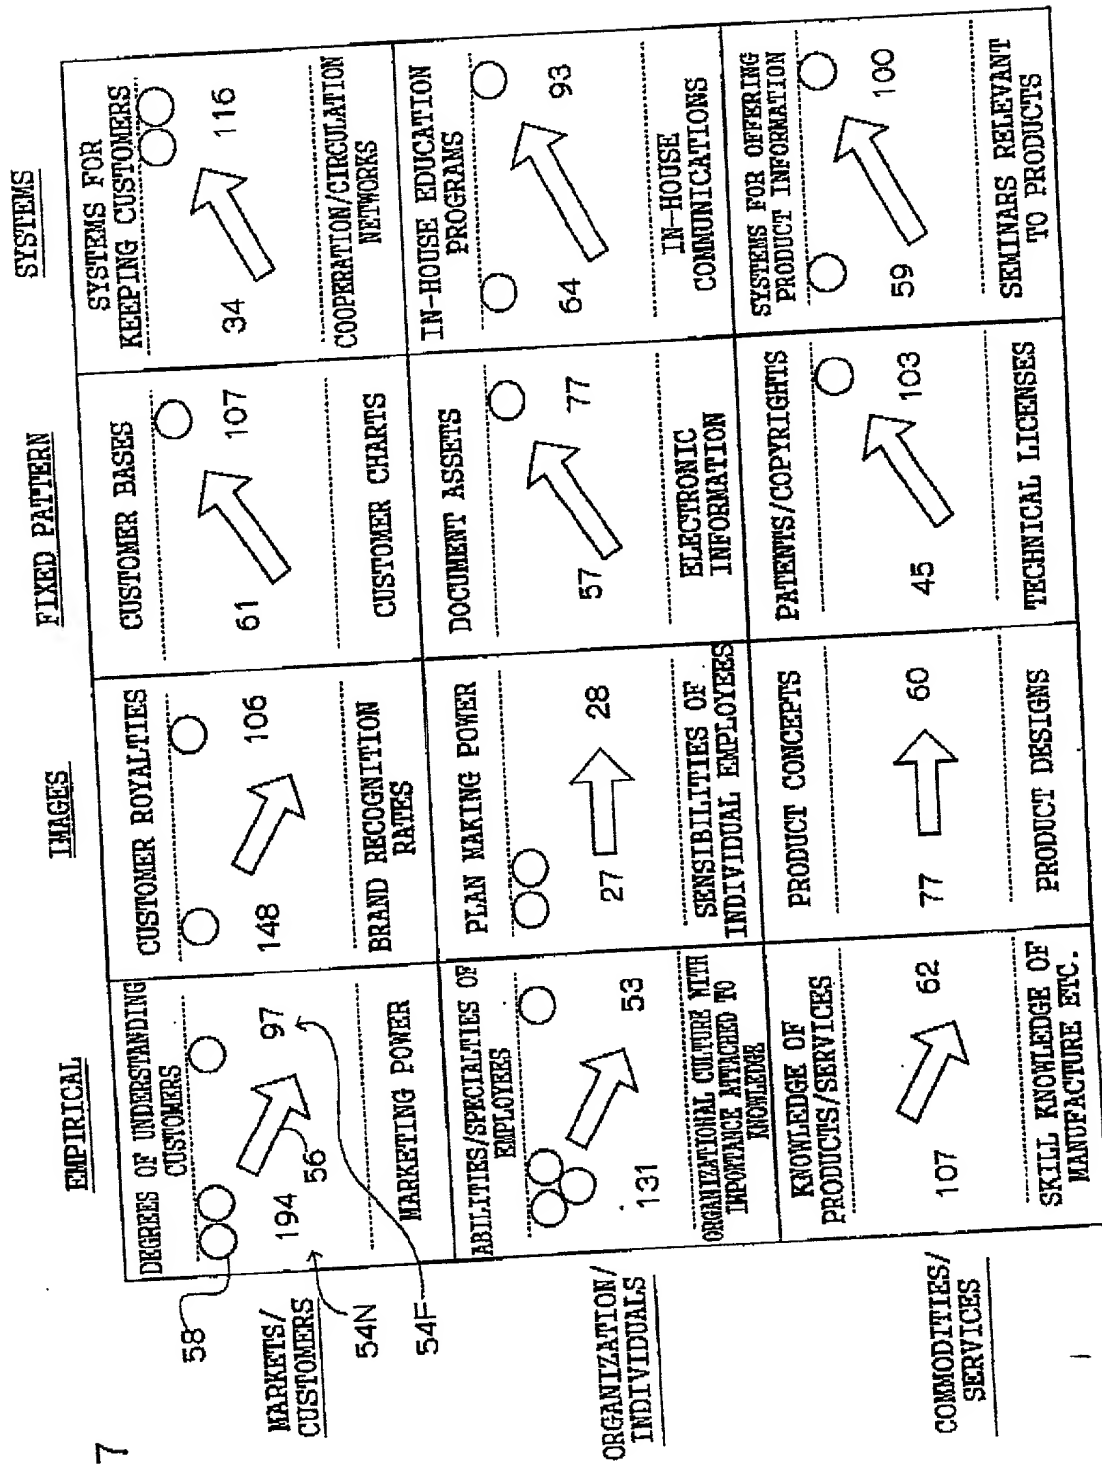 7
EMPIRICAL
IMAGES
FIXED PATTERN
SYSTEMS
MARKETS/
CUSTOMERS
DEGREES OF UNDERSTANDING
CUSTOMERS
194
97
MARKETING POWER
58
56
54N
54F
CUSTOMER ROYALTIES
148
106
BRAND RECOGNITION
RATES
CUSTOMER BASES
61
107
CUSTOMER CHARTS
SYSTEMS FOR
KEEPING CUSTOMERS
34
116
COOPERATION/CIRCULATION
NETWORKS
ORGANIZATION/
INDIVIDUALS
ABILITIES/SPECIALTIES OF
EMPLOYEES
131
53
ORGANIZATIONAL CULTURE WITH
IMPORTANCE ATTACHED TO
KNOWLEDGE
PLAN MAKING POWER
27
28
SENSIBILITIES OF
INDIVIDUAL EMPLOYEES
DOCUMENT ASSETS
57
77
ELECTRONIC
INFORMATION
IN-HOUSE EDUCATION
PROGRAMS
64
93
IN-HOUSE
COMMUNICATIONS
COMMODITIES/
SERVICES
KNOWLEDGE OF
PRODUCTS/SERVICES
107
62
SKILL KNOWLEDGE OF
MANUFACTURE ETC.
PRODUCT CONCEPTS
77
60
PRODUCT DESIGNS
PATENTS/COPYRIGHTS
45
103
TECHNICAL LICENSES
SYSTEMS FOR OFFERING
PRODUCT INFORMATION
59
100
SEMINARS RELEVANT
TO PRODUCTS